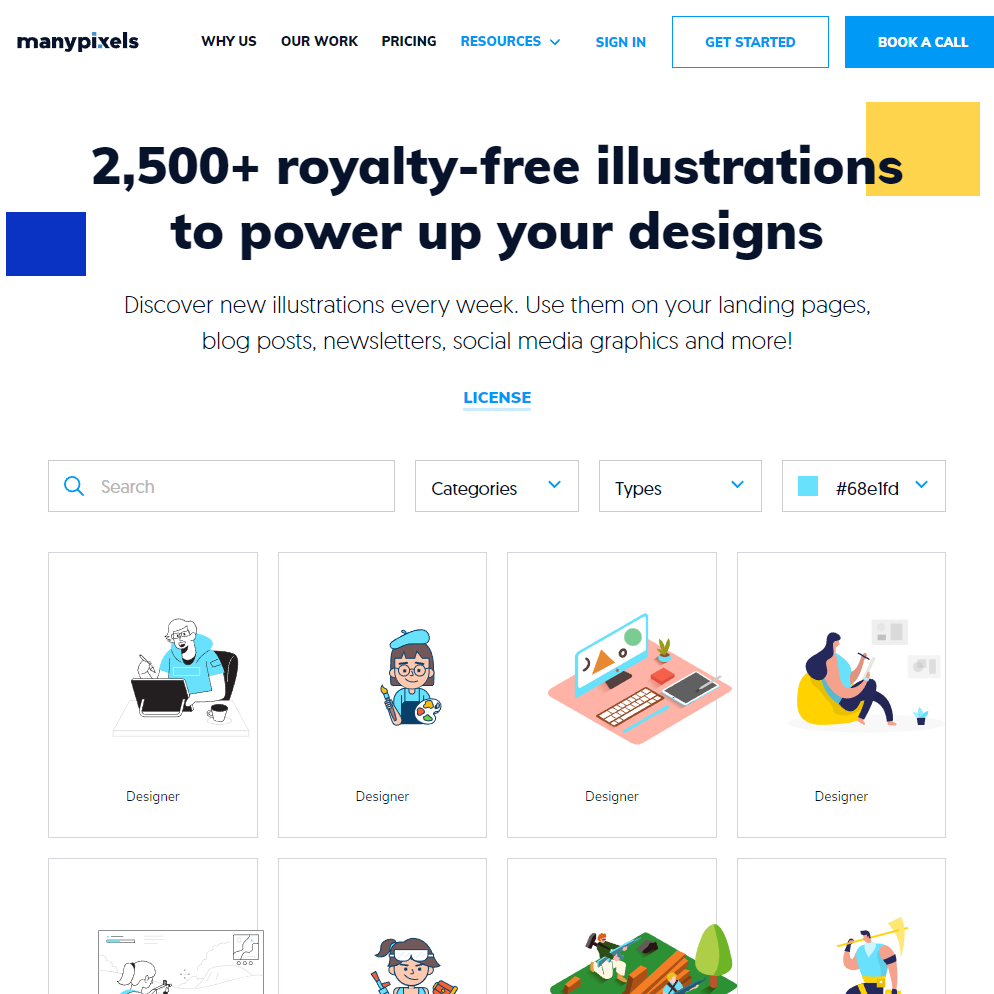 manypixels
WHY US
OUR WORK
PRICING
RESOURCES
SIGN IN
GET STARTED
BOOK A CALL
2,500+ royalty-free illustrations
to power up your designs
Discover new illustrations every week. Use them on your landing pages,
blog posts, newsletters, social media graphics and more!
LICENSE
Search
Categories
Types
#68e1fd
Designer
Designer
Designer
Designer